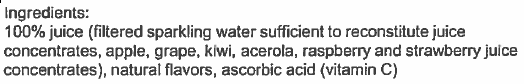 Ingredients:
100% juice (filtered sparkling water sufficient to reconstitute juice
concentrates, apple, grape, kiwi, acerola, raspberry and strawberry juice
concentrates), natural flavors, ascorbic acid (vitamin C)